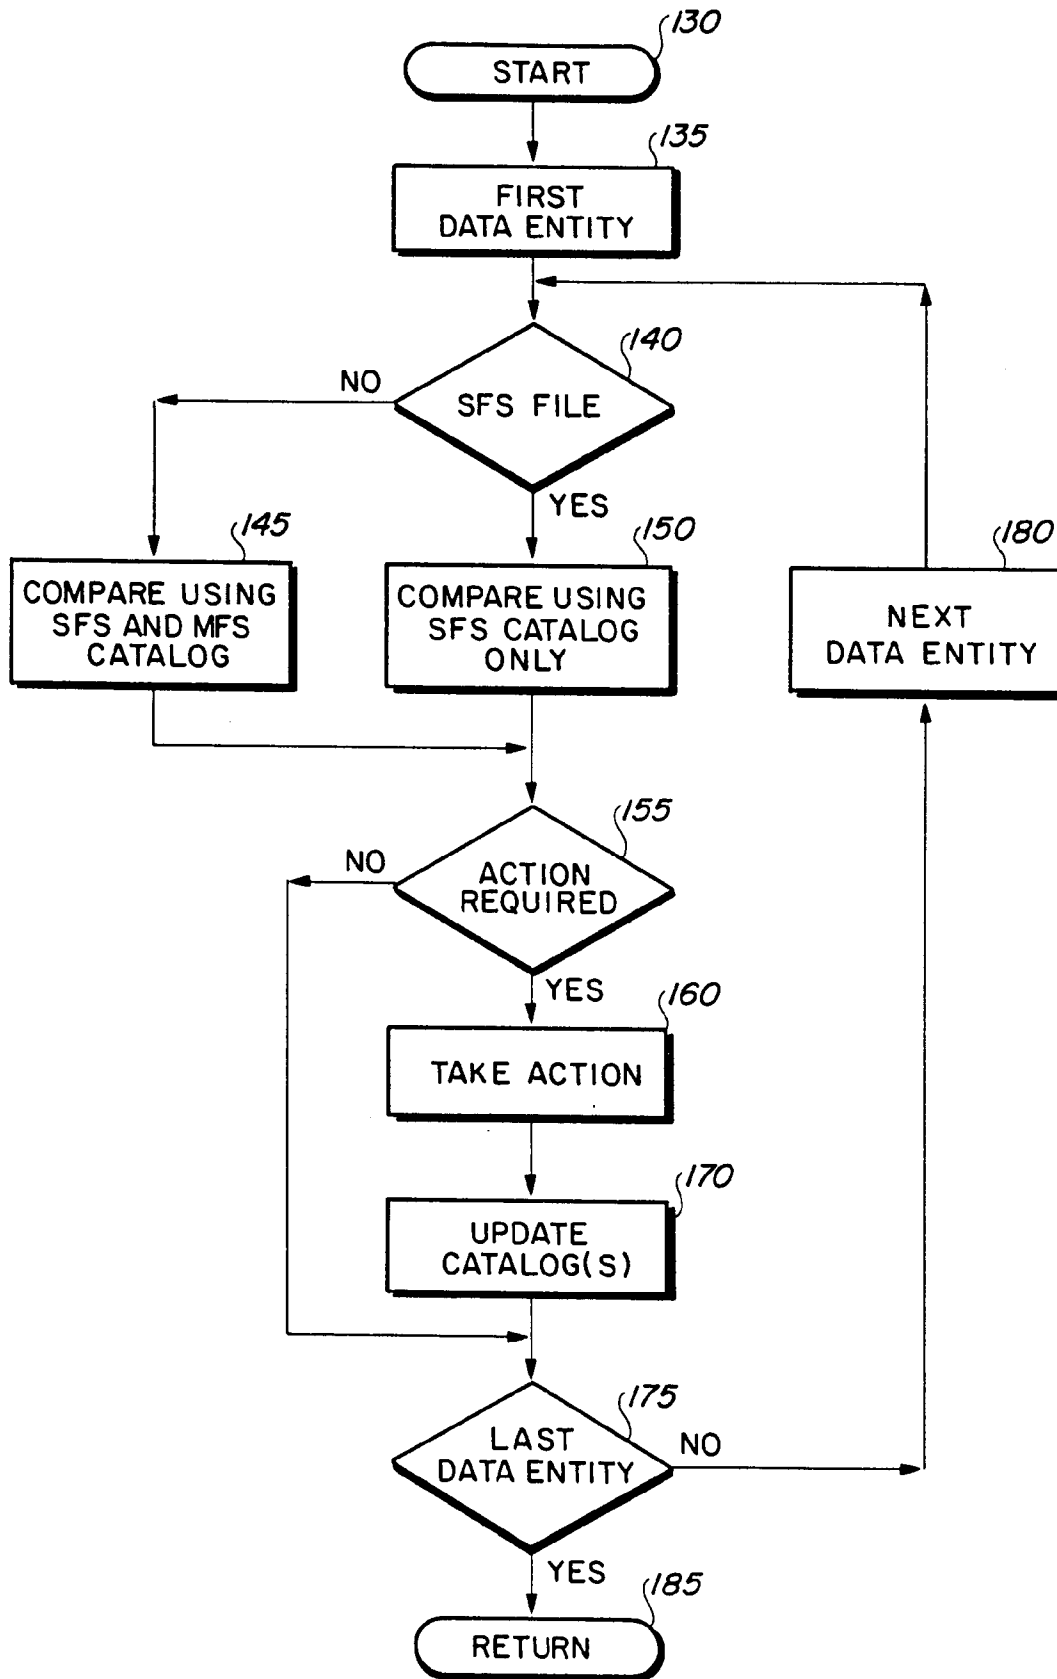 130
START
135
FIRST
DATA ENTITY
140
NO
SFS FILE
YES
145
COMPARE USING
SFS AND MFS
CATALOG
150
COMPARE USING
SFS CATALOG
ONLY
180
NEXT
DATA ENTITY
155
NO
ACTION
REQUIRED
YES
160
TAKE ACTION
170
UPDATE
CATALOG(S)
175
LAST
DATA ENTITY
NO
YES
185
RETURN